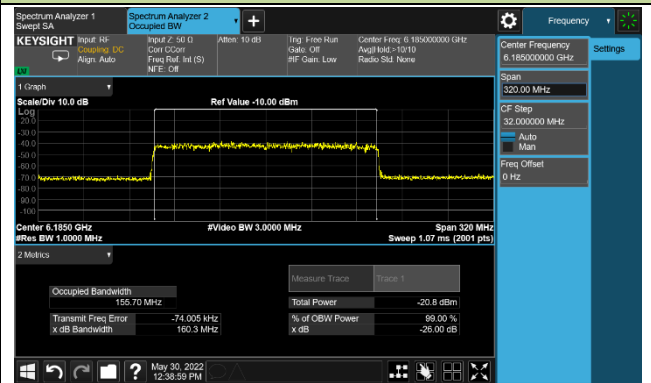 Spectrum Analyzer 1
Swept SA
Spectrum Analyzer 2
Occupied BW
Frequency
KEYSIGHT
Input: RF
Coupling: DC
Align: Auto
Input Z: 50 Ω
Corr CCorr
Freq Ref: Int (S)
NFE: Off
Atten: 10 dB
Trig: Free Run
Gate: Off
#IF Gain: Low
Center Freq: 6.185000000 GHz
Avg|Hold:>10/10
Radio Std: None
Center Frequency
6.185000000 GHz
Settings
Span
320.00 MHz
CF Step
32.000000 MHz
Auto
Man
Freq Offset
0 Hz
1 Graph
Scale/Div 10.0 dB
Ref Value -10.00 dBm
Log
-20.0
-30.0
-40.0
-50.0
-60.0
-70.0
-80.0
-90.0
-100
Center 6.1850 GHz
#Video BW 3.0000 MHz
Span 320 MHz
#Res BW 1.0000 MHz
Sweep 1.07 ms (2001 pts)
2 Metrics
Measure Trace
Trace 1
Occupied Bandwidth
155.70 MHz
Total Power
-20.8 dBm
Transmit Freq Error
-74.005 kHz
% of OBW Power
99.00 %
x dB Bandwidth
160.3 MHz
x dB
-26.00 dB
?
May 30, 2022
12:38:59 PM